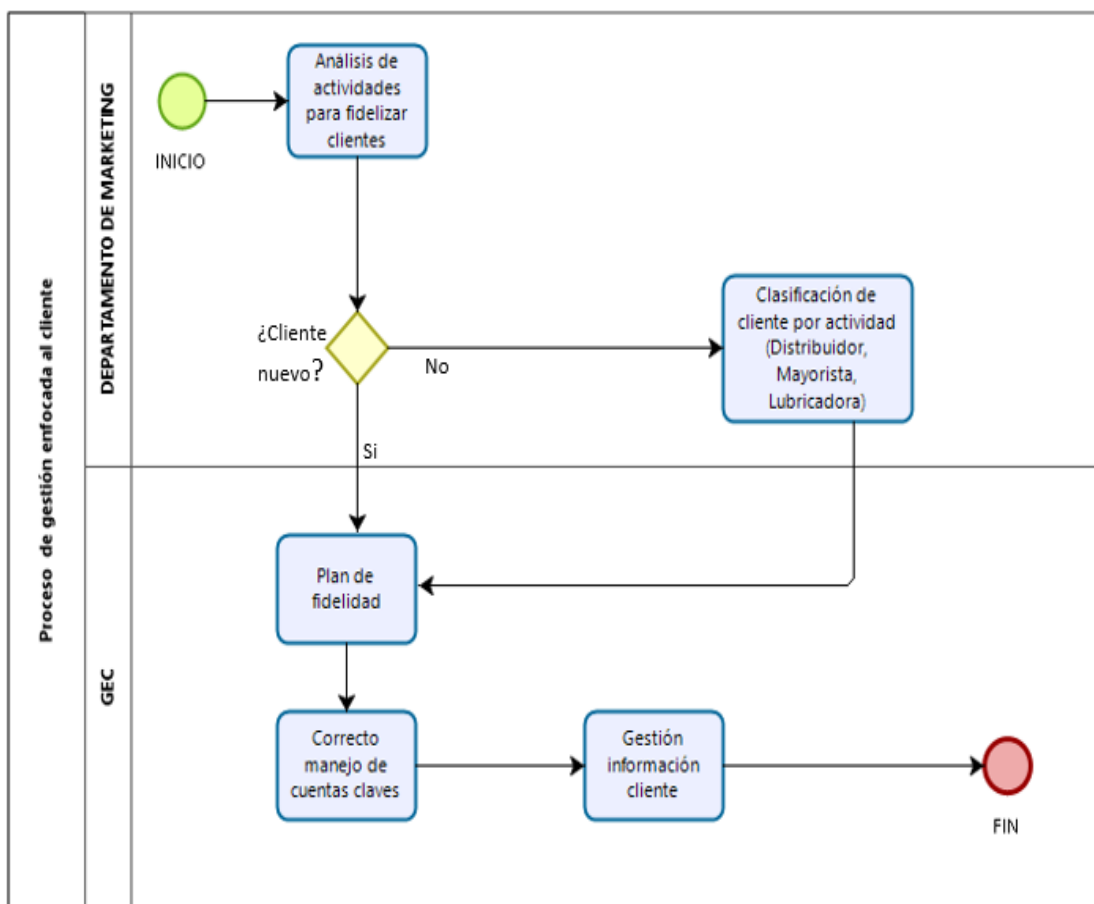 Proceso de gestión enfocada al cliente
DEPARTAMENTO DE MARKETING
INICIO
Análisis de
actividades
para fidelizar
clientes
¿Cliente
nuevo?
No
Si
Clasificación de
cliente por actividad
(Distribuidor,
Mayorista,
Lubricadora)
GEC
Plan de
fidelidad
Correcto
manejo de
cuentas claves
Gestión
información
cliente
FIN